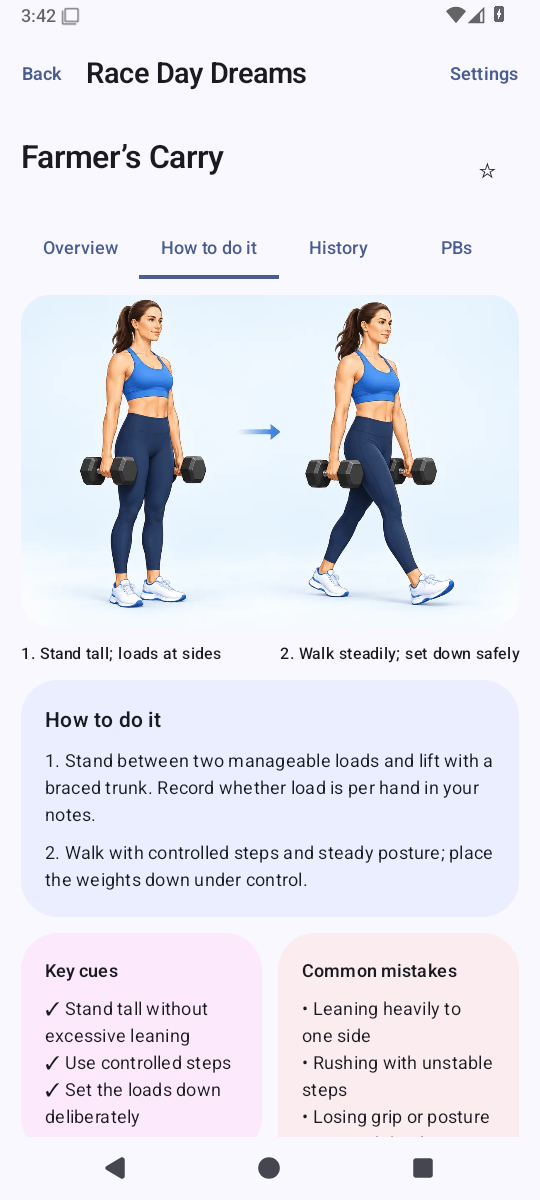 3:42
Back Race Day Dreams Settings
Farmer’s Carry
☆
Overview How to do it History PBs
1. Stand tall; loads at sides
2. Walk steadily; set down safely
How to do it
1. Stand between two manageable loads and lift with a
braced trunk. Record whether load is per hand in your
notes.
2. Walk with controlled steps and steady posture; place
the weights down under control.
Key cues
✓ Stand tall without
excessive leaning
✓ Use controlled steps
✓ Set the loads down
deliberately
Common mistakes
• Leaning heavily to
one side
• Rushing with unstable
steps
• Losing grip or posture